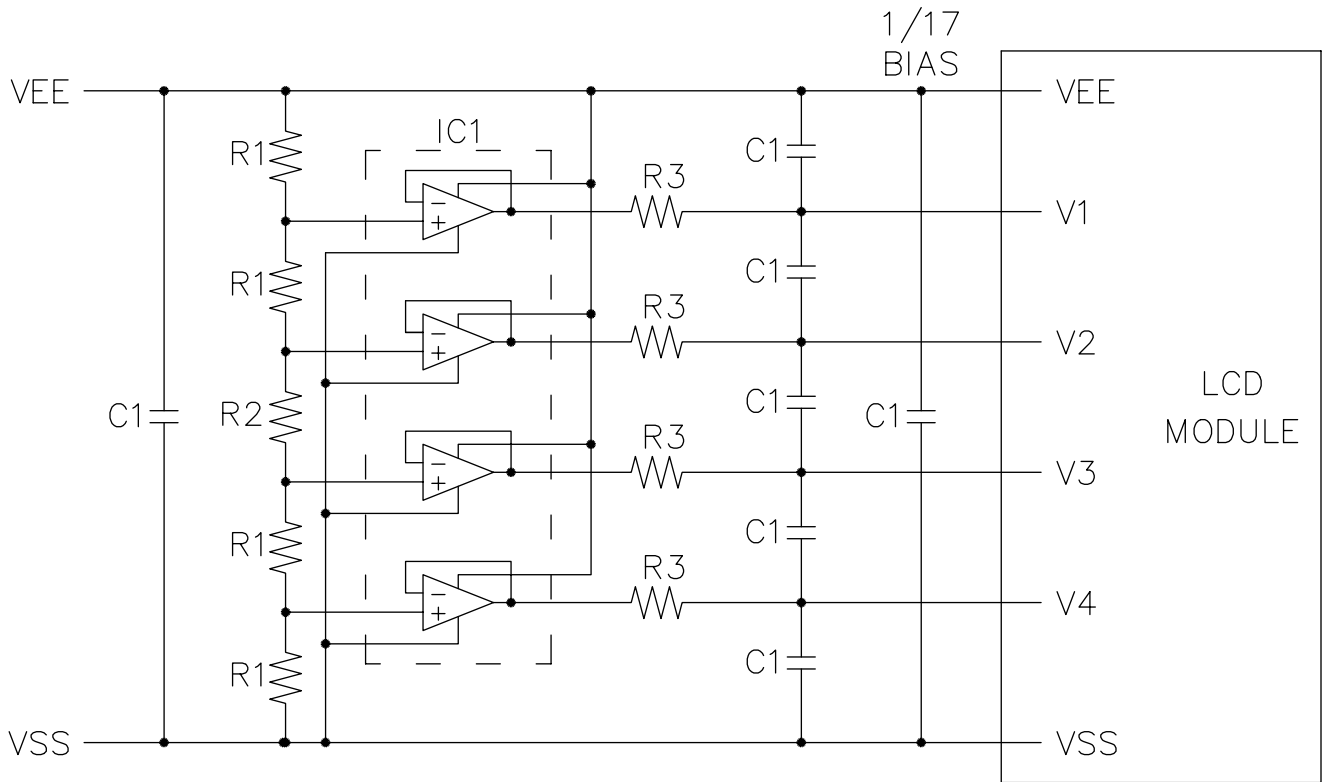 1/17
BIAS
VEE
VEE
IC1
R1
C1
R3
V1
R1
C1
R3
V2
C1
R2
C1
C1
LCD
MODULE
R3
V3
R1
C1
R3
V4
R1
C1
VSS
VSS